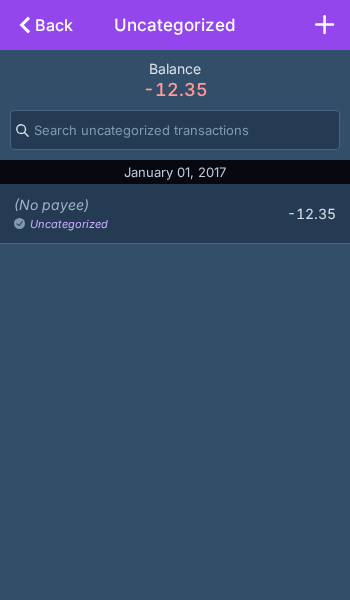 Back
Uncategorized
Balance
-12.35
Search uncategorized transactions
January 01, 2017
(No payee)
-12.35
Uncategorized